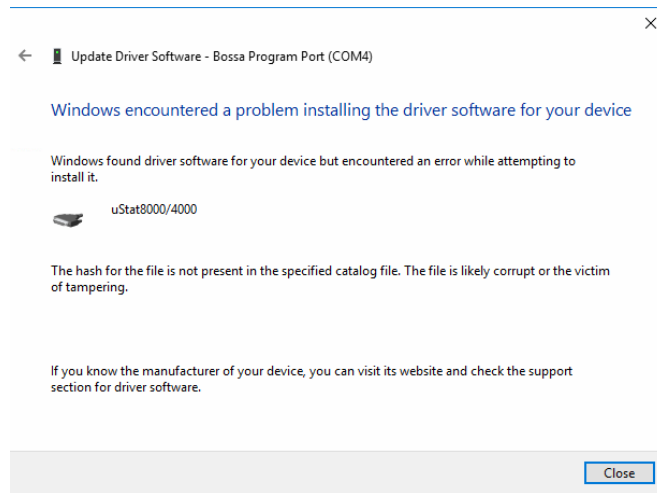 Update Driver Software - Bossa Program Port (COM4)
Windows encountered a problem installing the driver software for your device
Windows found driver software for your device but encountered an error while attempting to
install it.
uStat8000/4000
The hash for the file is not present in the specified catalog file. The file is likely corrupt or the victim
of tampering.
If you know the manufacturer of your device, you can visit its website and check the support
section for driver software.
Close